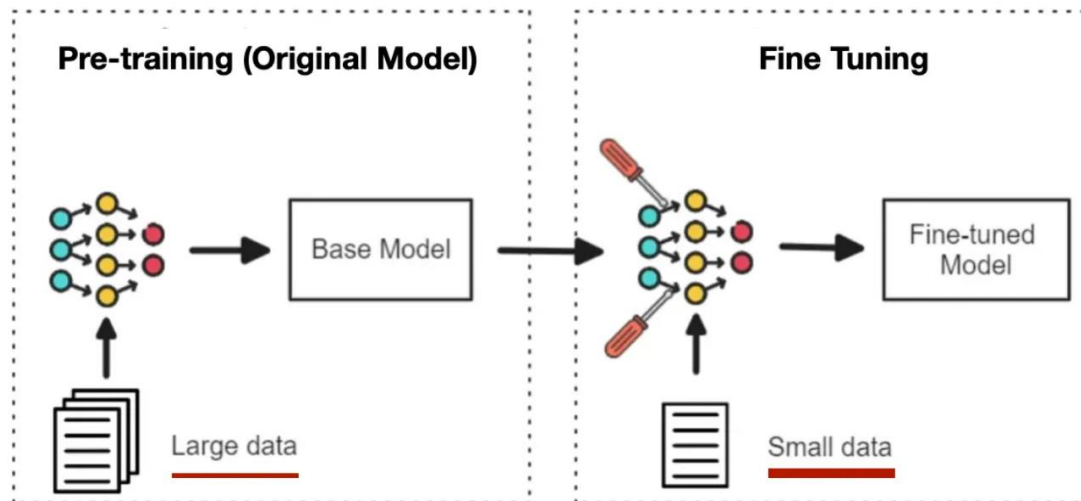 Pre-training (Original Model)
Fine Tuning
Base Model
Fine-tuned
Model
Large data
Small data